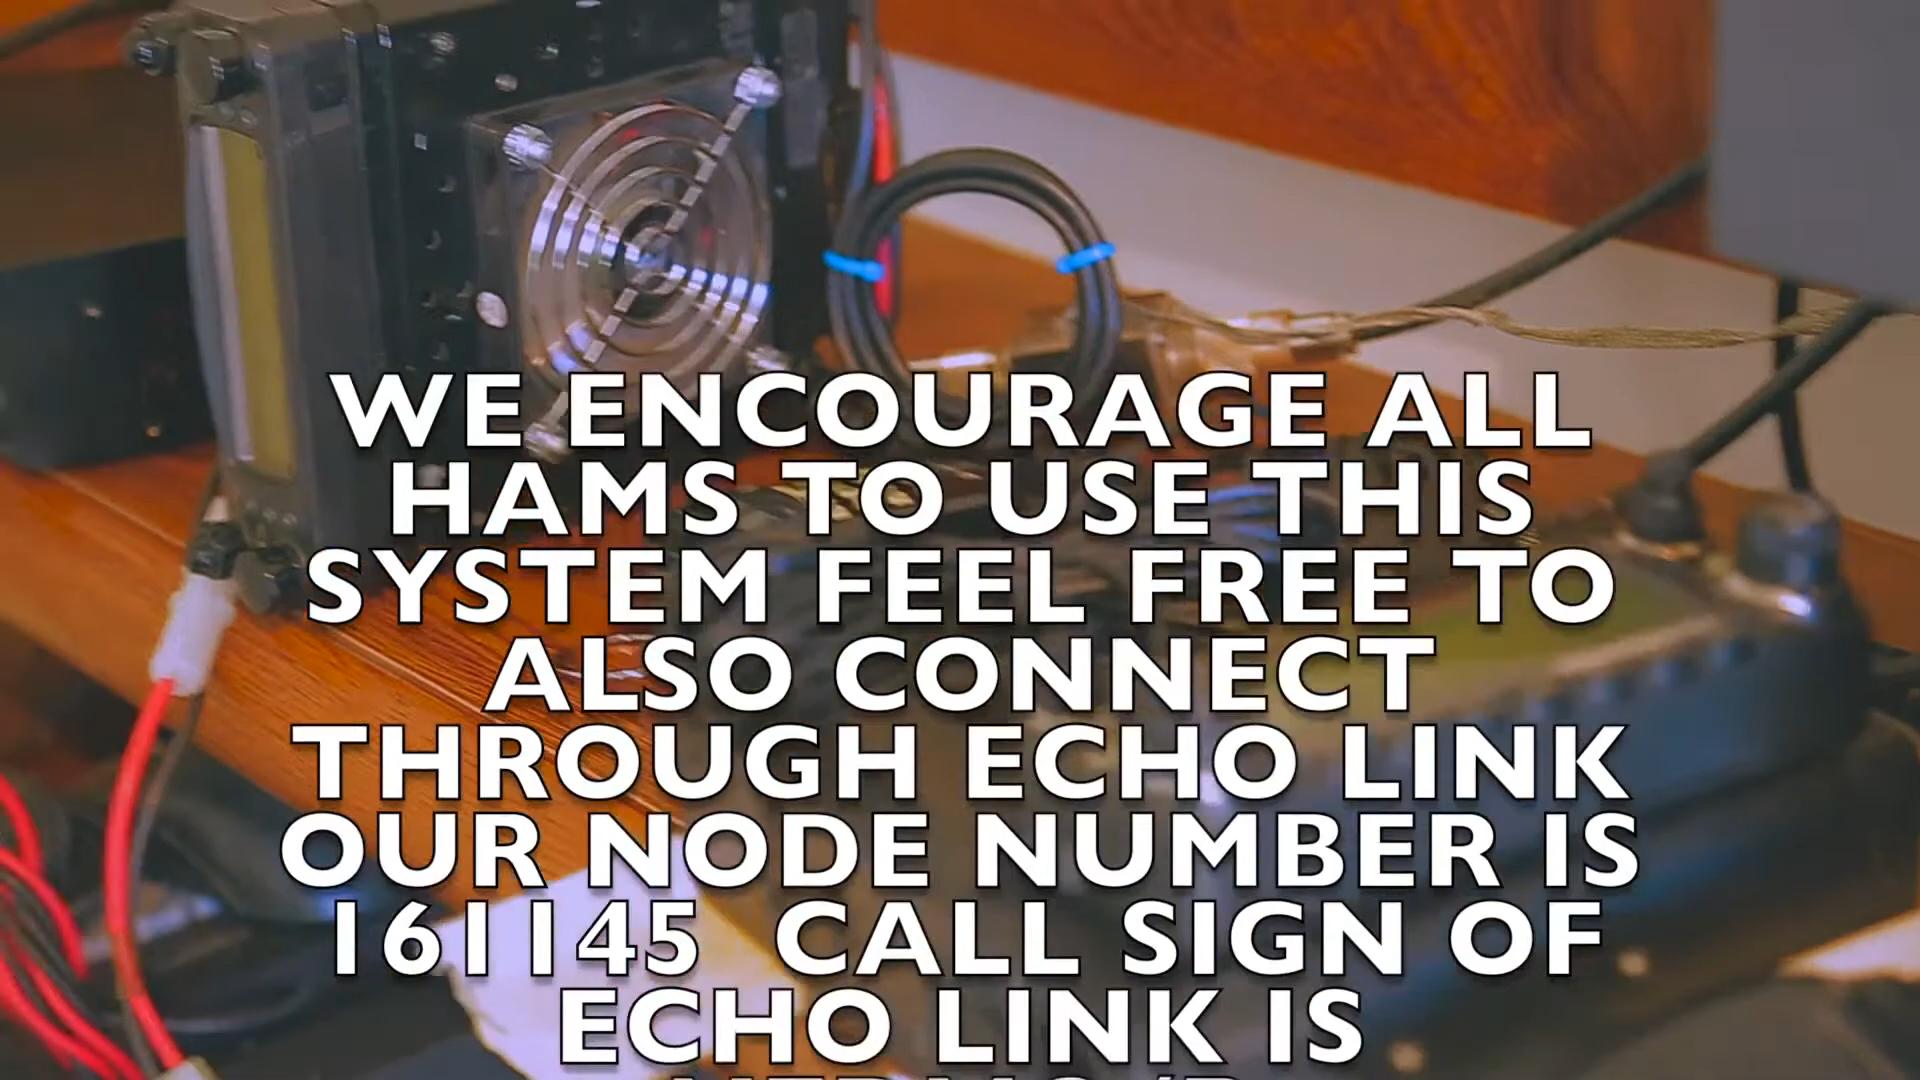 WE ENCOURAGE ALL
HAMS TO USE THIS
SYSTEM FEEL FREE TO
ALSO CONNECT
THROUGH ECHO LINK
OUR NODE NUMBER IS
161145  CALL SIGN OF
ECHO LINK IS